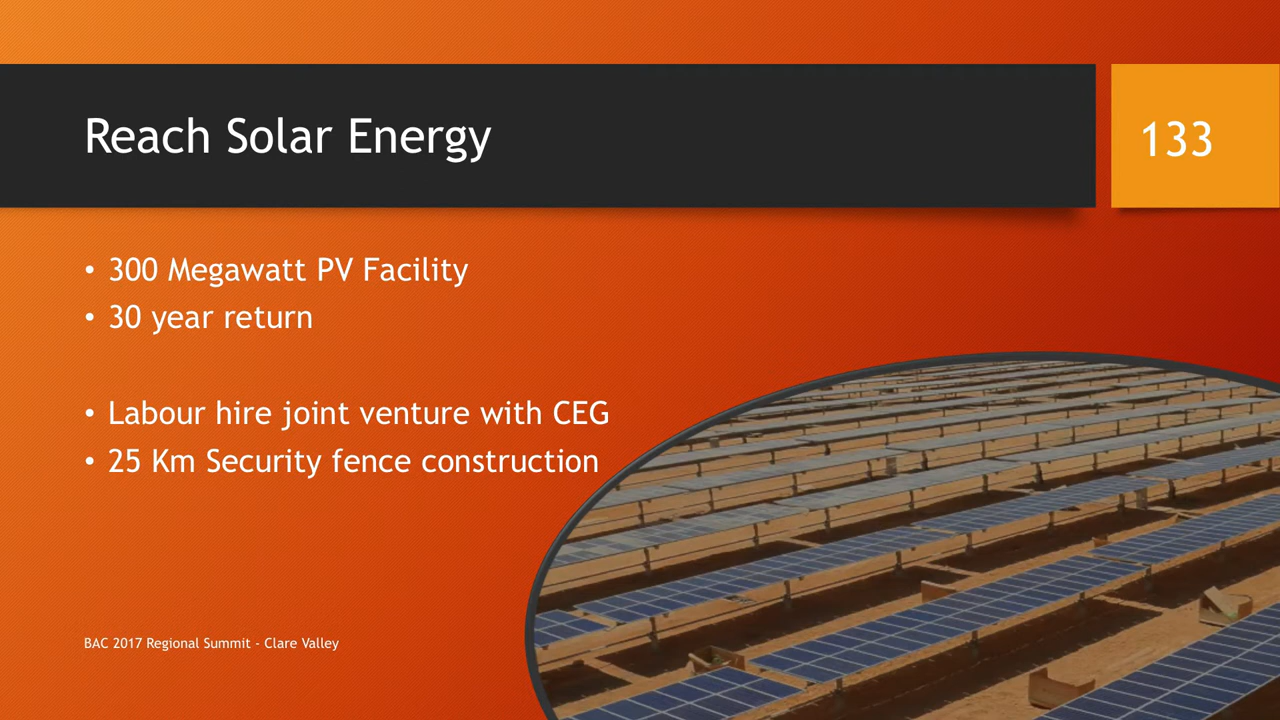 Reach Solar Energy
133
• 300 Megawatt PV Facility
• 30 year return
• Labour hire joint venture with CEG
• 25 Km Security fence construction
BAC 2017 Regional Summit - Clare Valley